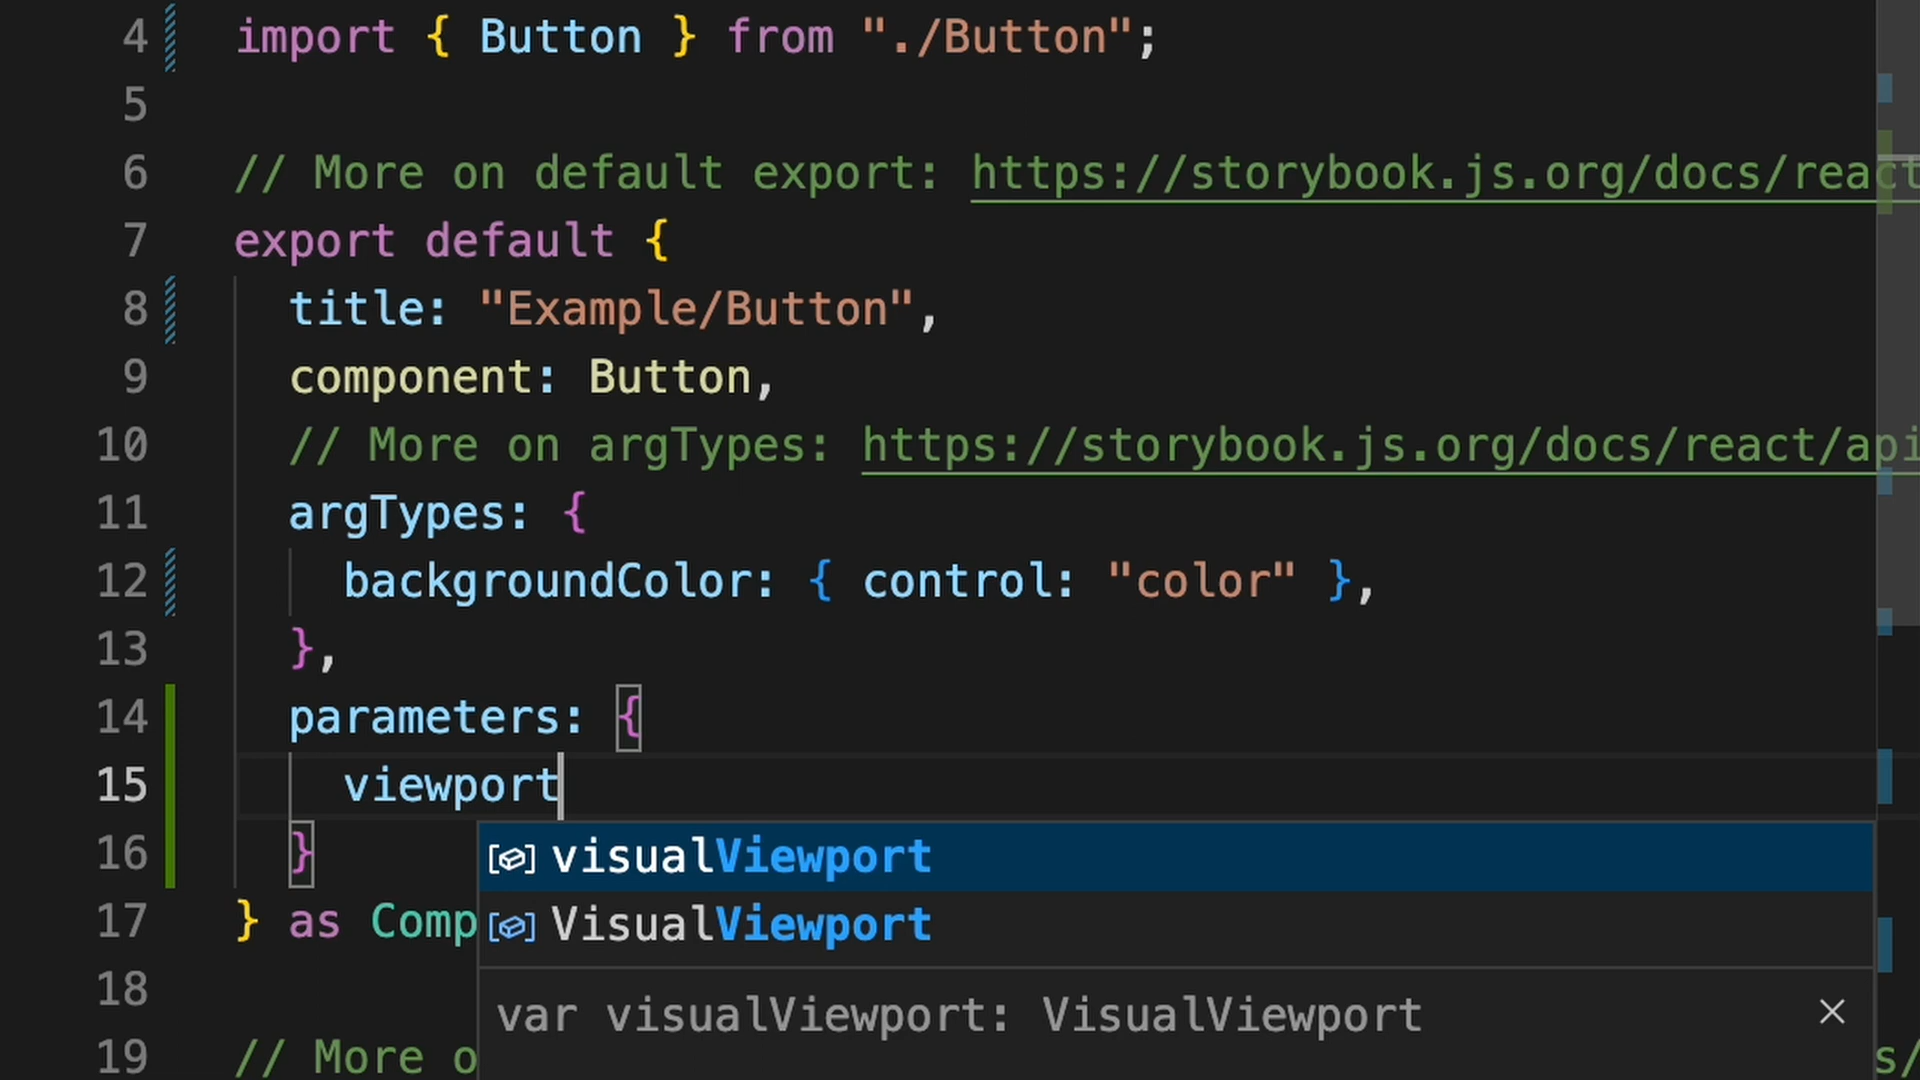 4 import { Button } from "./Button";
5
6 // More on default export: https://storybook.js.org/docs/react
7 export default {
8 title: "Example/Button",
9 component: Button,
10 // More on argTypes: https://storybook.js.org/docs/react/api
11 argTypes: {
12 backgroundColor: { control: "color" },
13 },
14 parameters: {
15 viewport
16 }
visualViewport
17 } as Comp
VisualViewport
18
var visualViewport: VisualViewport
19 // More o
s/